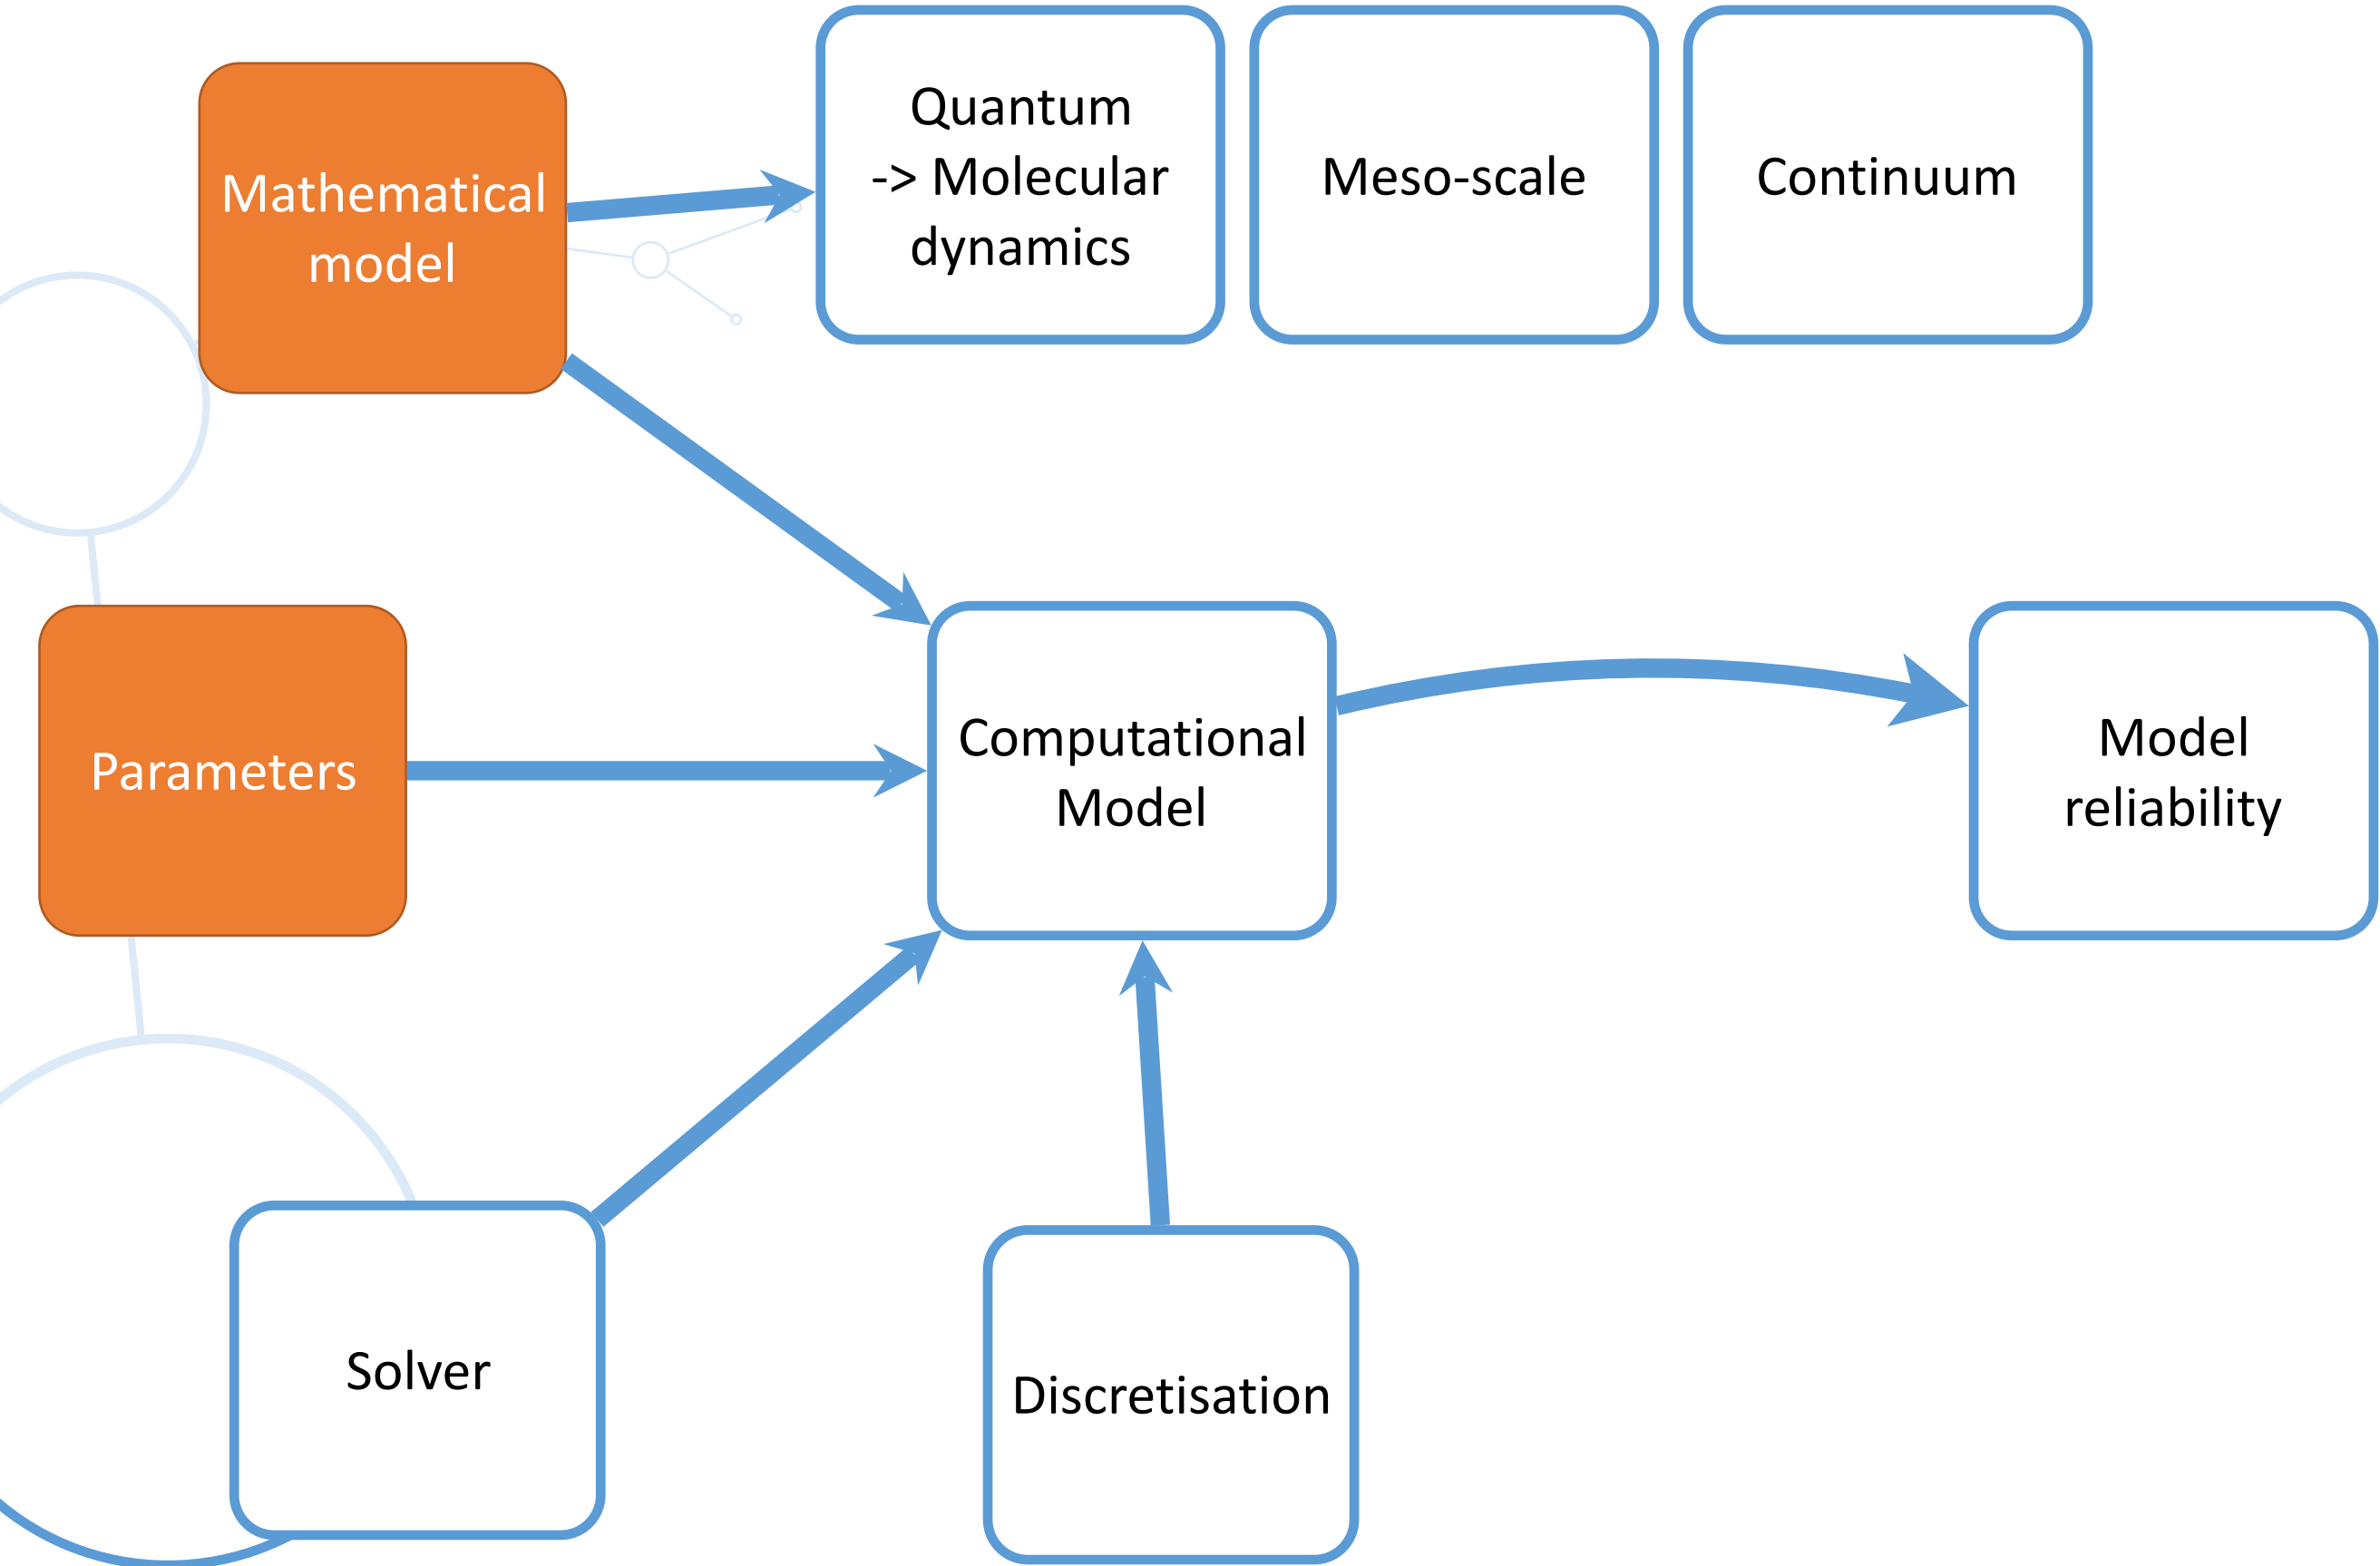 Mathematical
model
Quantum
-> Molecular
dynamics
Meso-scale
Continuum
Parameters
Computational
Model
Model
reliability
Solver
Discretisation